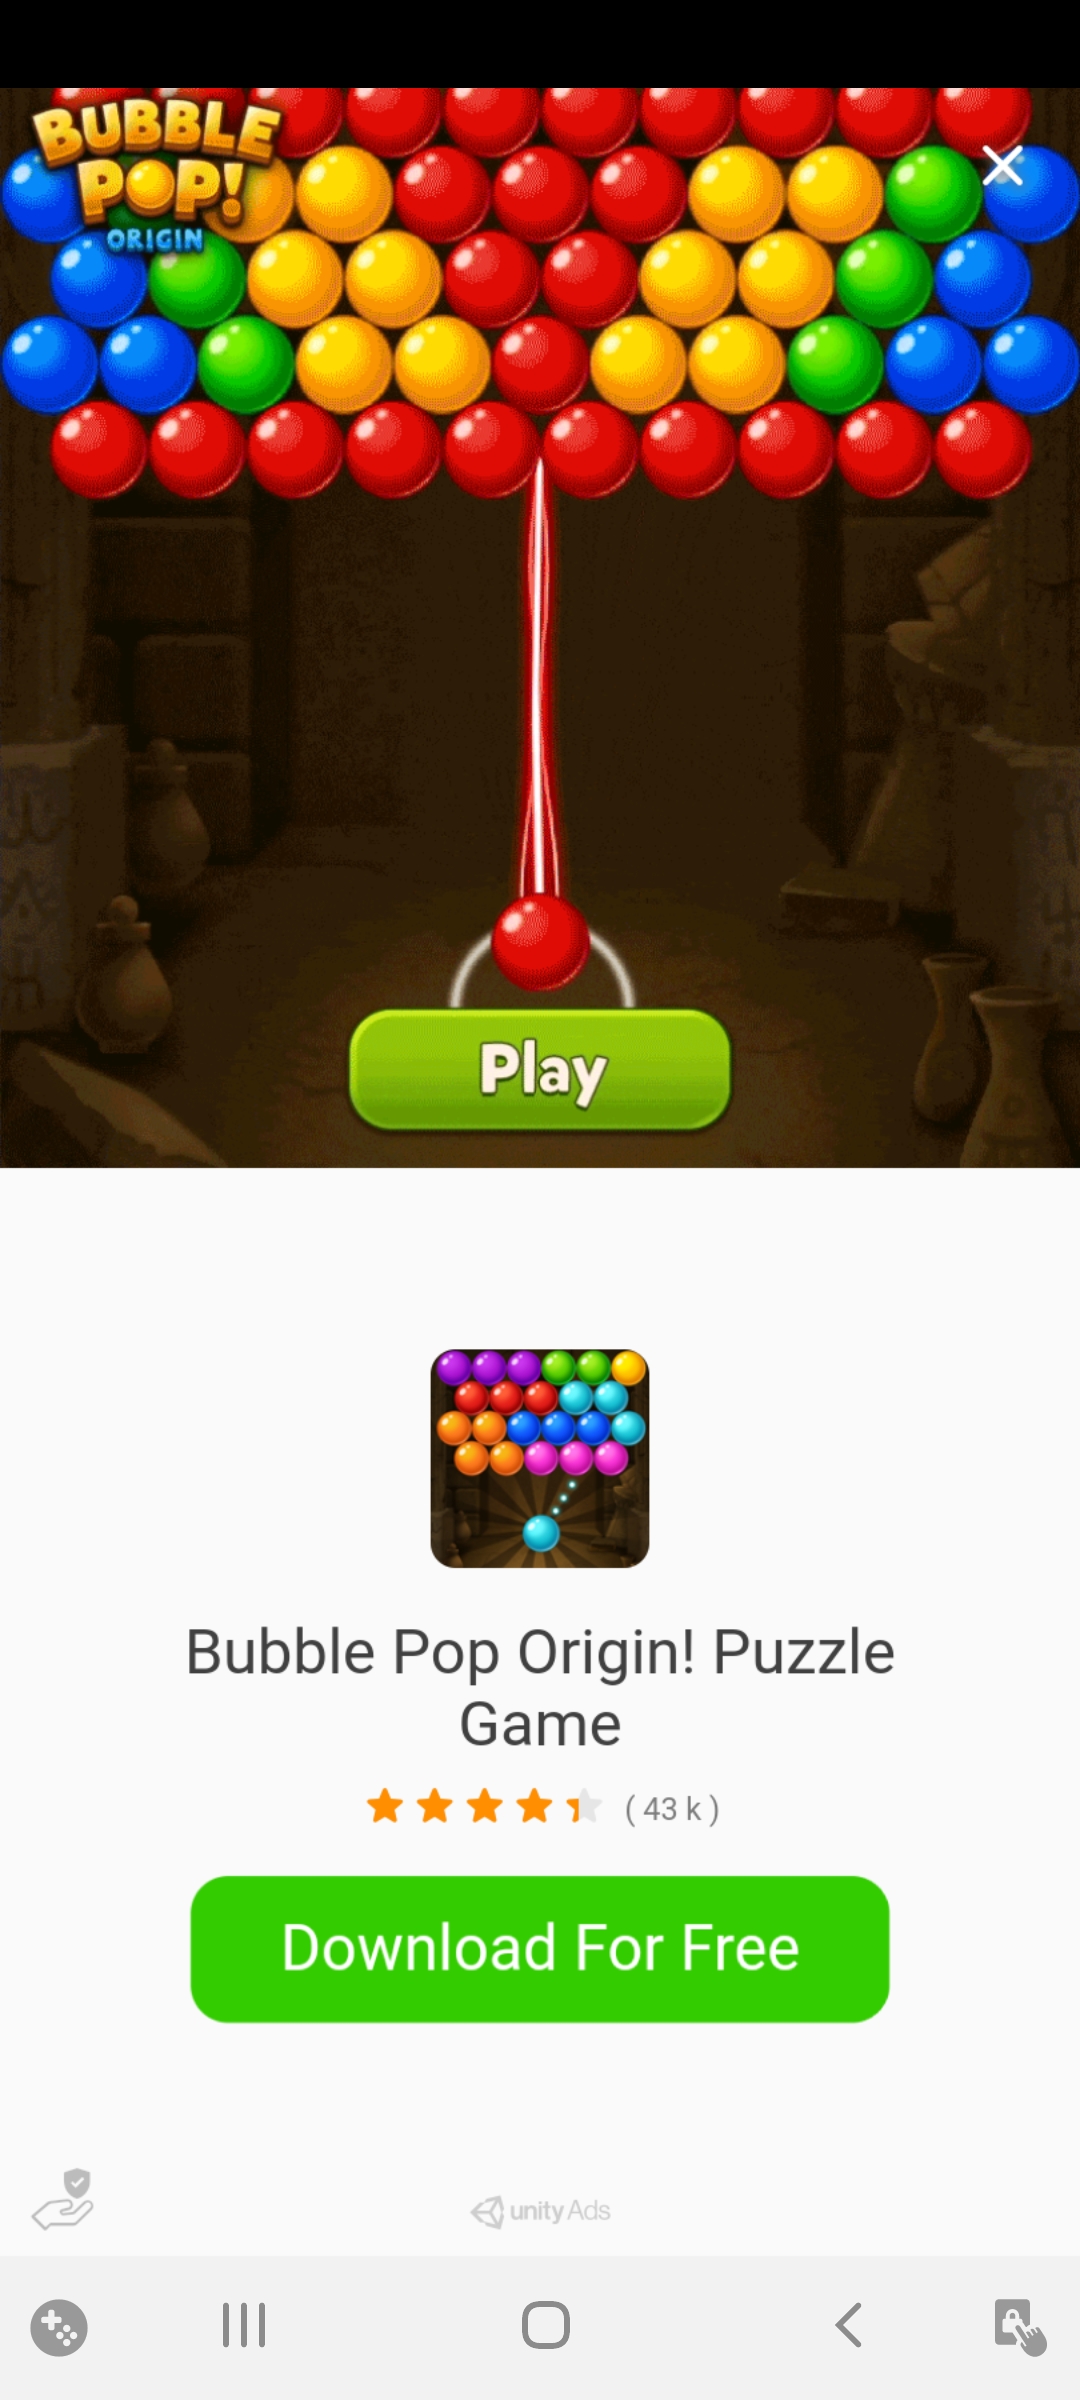 BUBBLE
POP!
ORIGIN
Play
Bubble Pop Origin! Puzzle
Game
( 43 k )
Download For Free
unity Ads